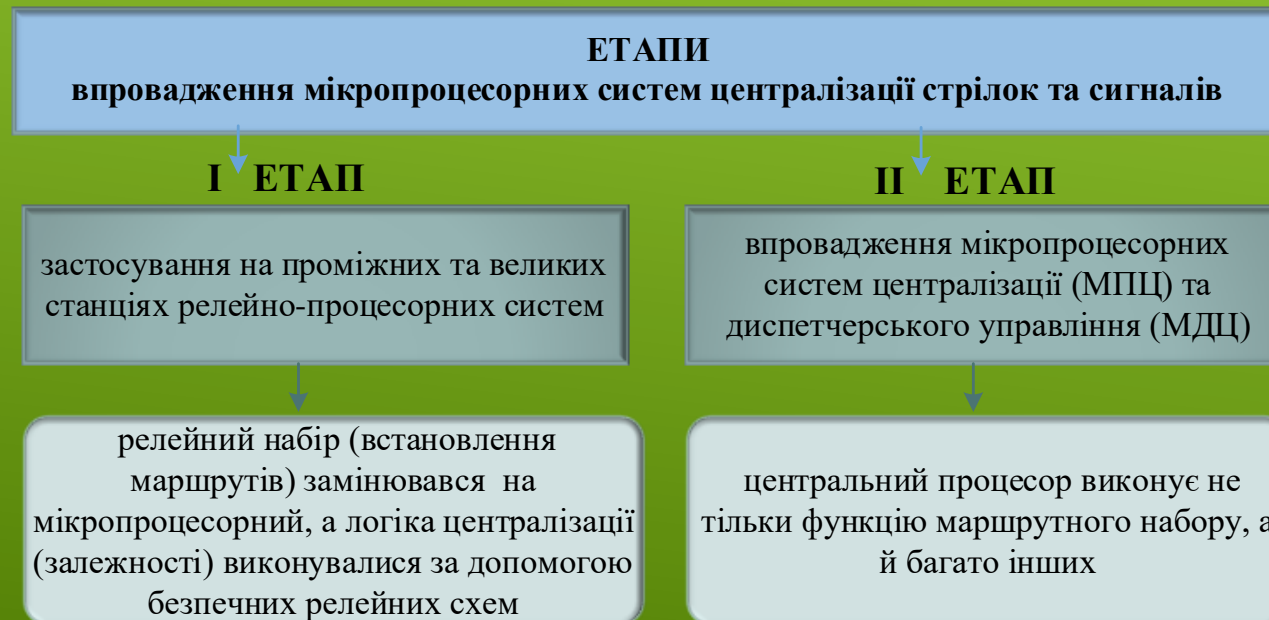 ЕТАПИ
впровадження мікропроцесорних систем централізації стрілок та сигналів
І ЕТАП
застосування на проміжних та великих
станціях релейно-процесорних систем
релейний набір (встановлення
маршрутів) замінювався на
мікропроцесорний, а логіка централізації
(залежності) виконувалися за допомогою
безпечних релейних схем
ІІ ЕТАП
впровадження мікропроцесорних
систем централізації (МПЦ) та
диспетчерського управління (МДЦ)
центральний процесор виконує не
тільки функцію маршрутного набору, а
й багато інших